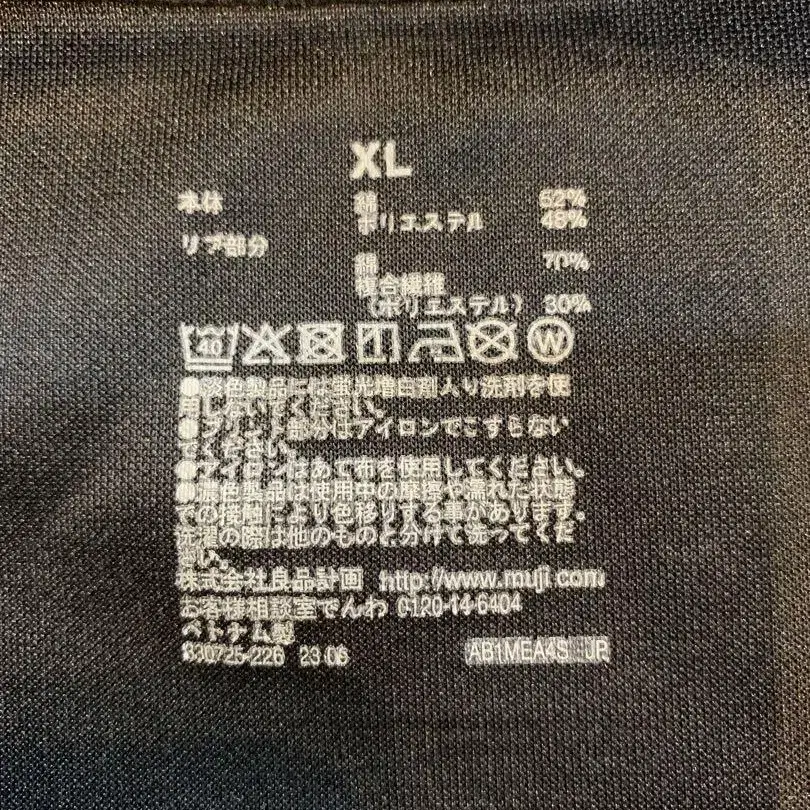 XL
本体 綿 52%
ポリエステル 48%
リブ部分 綿 70%
複合繊維
(ポリエステル) 30%
40
W
●淡色製品には蛍光増白剤入り洗剤を使
用しないでください。
●プリント部分はアイロンでこすらない
でください。
●アイロンはあて布を使用してください。
●濃色製品は使用中の摩擦や濡れた状態
での接触により色移りする事があります。
洗濯の際は他のものと分けて洗ってくだ
さい。
株式会社良品計画 http://www.muji.com
お客様相談室でんわ 0120-14-6404
ベトナム製
330725-226 23 06
AB1MEA4S JP